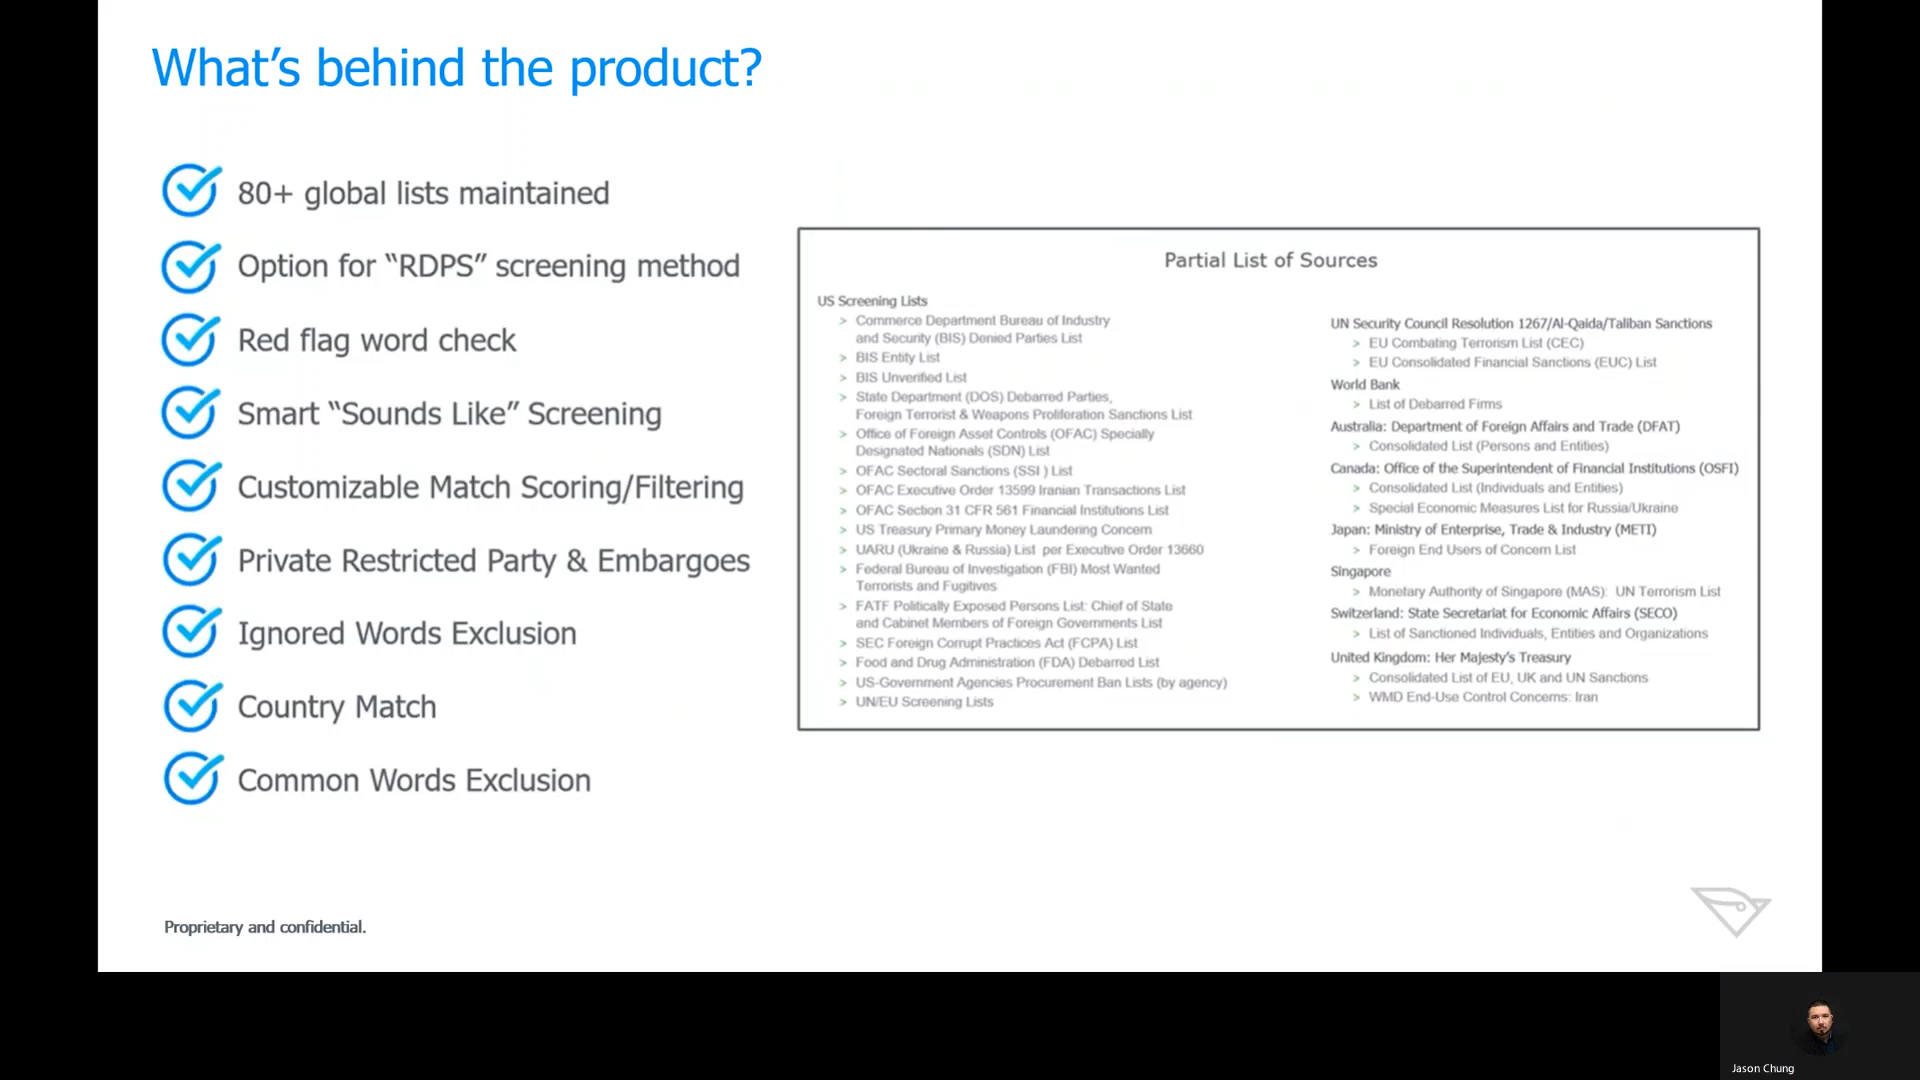 What's behind the product?
80+ global lists maintained
Option for “RDPS” screening method
Red flag word check
Smart “Sounds Like” Screening
Customizable Match Scoring/Filtering
Private Restricted Party & Embargoes
Ignored Words Exclusion
Country Match
Common Words Exclusion
Partial List of Sources
US Screening Lists
> Commerce Department Bureau of Industry
and Security (BIS) Denied Parties List
> BIS Entity List
> BIS Unverified List
> State Department (DOS) Debarred Parties,
Foreign Terrorist & Weapons Proliferation Sanctions List
> Office of Foreign Asset Controls (OFAC) Specially
Designated Nationals (SDN) List
> OFAC Sectoral Sanctions (SSI ) List
> OFAC Executive Order 13599 Iranian Transactions List
> OFAC Section 31 CFR 561 Financial Institutions List
> US Treasury Primary Money Laundering Concern
> UARU (Ukraine & Russia) List per Executive Order 13660
> Federal Bureau of Investigation (FBI) Most Wanted
Terrorists and Fugitives
> FATF Politically Exposed Persons List: Chief of State
and Cabinet Members of Foreign Governments List
> SEC Foreign Corrupt Practices Act (FCPA) List
> Food and Drug Administration (FDA) Debarred List
> US-Government Agencies Procurement Ban Lists (by agency)
> UN/EU Screening Lists
UN Security Council Resolution 1267/Al-Qaida/Taliban Sanctions
> EU Combating Terrorism List (CEC)
> EU Consolidated Financial Sanctions (EUC) List
World Bank
> List of Debarred Firms
Australia: Department of Foreign Affairs and Trade (DFAT)
> Consolidated List (Persons and Entities)
Canada: Office of the Superintendent of Financial Institutions (OSFI)
> Consolidated List (Individuals and Entities)
> Special Economic Measures List for Russia/Ukraine
Japan: Ministry of Enterprise, Trade & Industry (METI)
> Foreign End Users of Concern List
Singapore
> Monetary Authority of Singapore (MAS): UN Terrorism List
Switzerland: State Secretariat for Economic Affairs (SECO)
> List of Sanctioned Individuals, Entities and Organizations
United Kingdom: Her Majesty's Treasury
> Consolidated List of EU, UK and UN Sanctions
> WMD End-Use Control Concerns: Iran
Proprietary and confidential.
Jason Chung